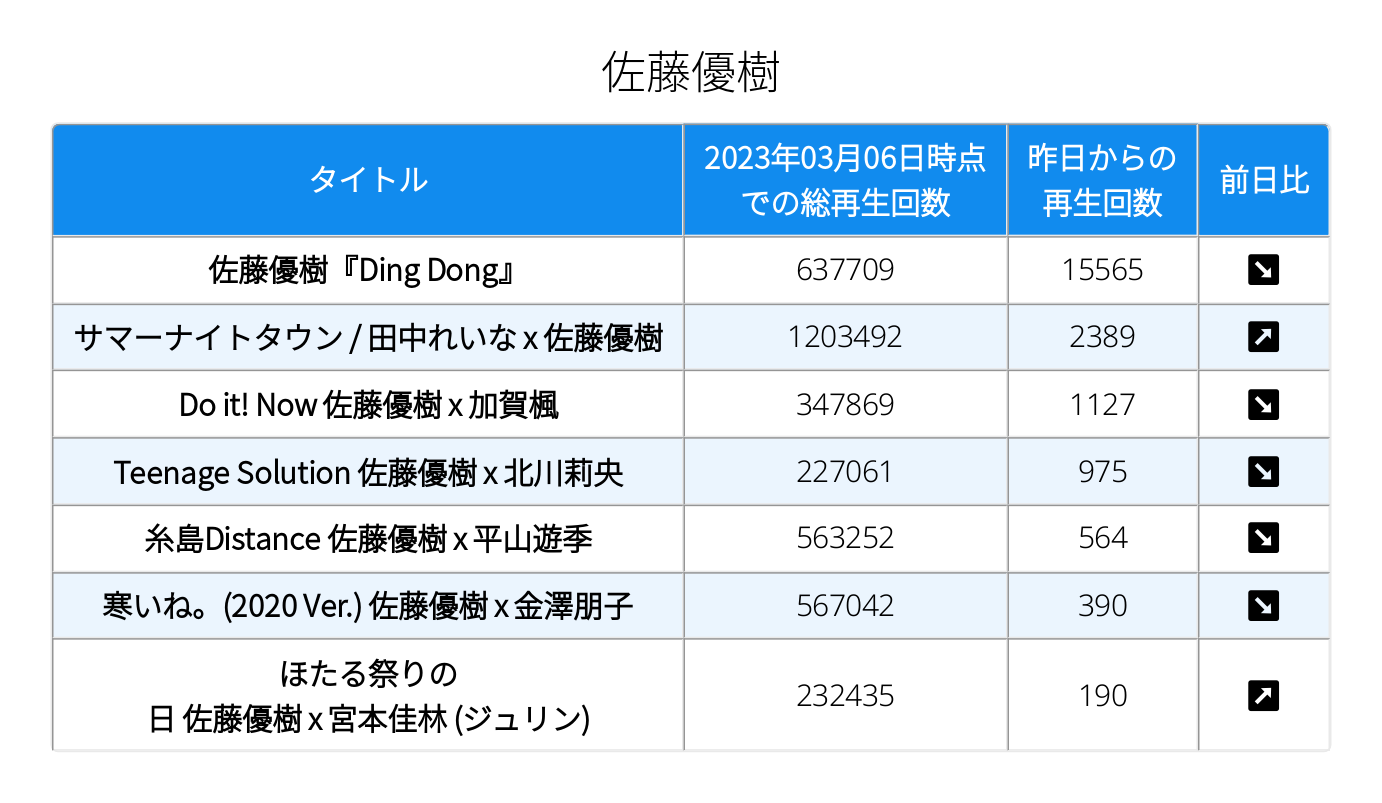 佐藤優樹
タイトル
2023年03月06日時点
での総再生回数
昨日からの
再生回数
前日比
佐藤優樹『Ding Dong』
637709
15565
サマーナイトタウン / 田中れいな x 佐藤優樹
1203492
2389
Do it! Now 佐藤優樹 x 加賀楓
347869
1127
Teenage Solution 佐藤優樹 x 北川莉央
227061
975
糸島Distance 佐藤優樹 x 平山遊季
563252
564
寒いね。(2020 Ver.) 佐藤優樹 x 金澤朋子
567042
390
ほたる祭りの
日 佐藤優樹 x 宮本佳林 (ジュリン)
232435
190